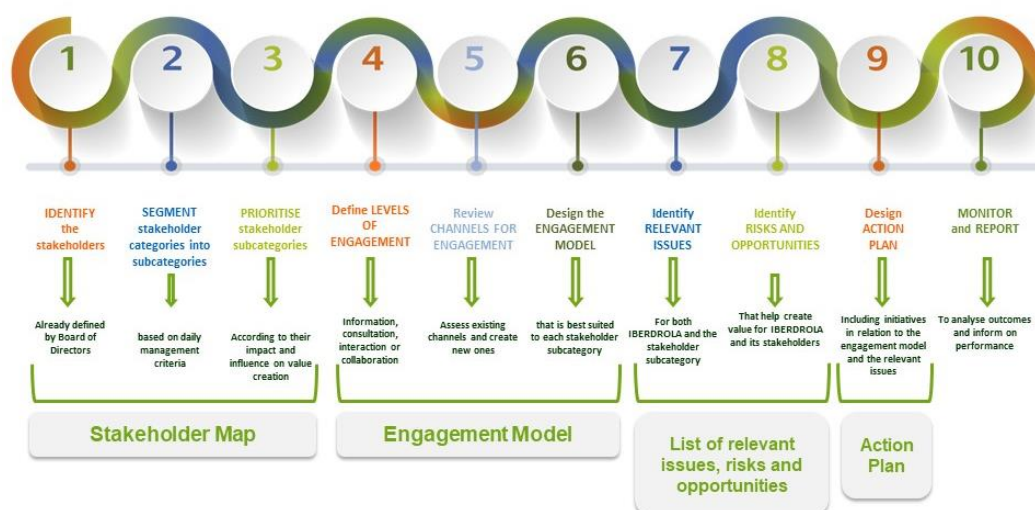 1
2
3
4
5
6
7
8
9
10
IDENTIFY
the
stakeholders
SEGMENT
stakeholder
categories into
subcategories
PRIORITISE
stakeholder
subcategories
Define LEVELS
OF
ENGAGEMENT
Review
CHANNELS FOR
ENGAGEMENT
Design the
ENGAGEMENT
MODEL
Identify
RELEVANT
ISSUES
Identify
RISKS AND
OPPORTUNITIES
Design
ACTION
PLAN
MONITOR
and REPORT
Already defined
by Board of
Directors
based on daily
management
criteria
According to their
impact and
influence on value
creation
Information,
consultation,
interaction or
collaboration
Assess existing
channels and create
new ones
that is best suited
to each stakeholder
subcategory
For both
IBERDROLA and the
stakeholder
subcategory
That help create
value for IBERDROLA
and its stakeholders
Including initiatives
in relation to the
engagement model
and the relevant
issues
To analyse outcomes
and inform on
performance
Stakeholder Map
Engagement Model
List of relevant
issues, risks and
opportunities
Action
Plan